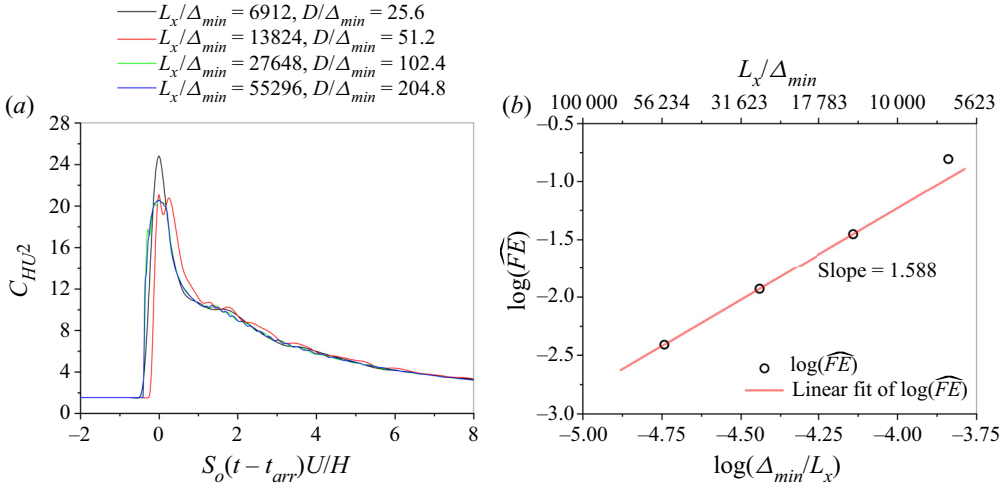 L_x/Δ_min = 6912, D/Δ_min = 25.6
L_x/Δ_min = 13824, D/Δ_min = 51.2
L_x/Δ_min = 27648, D/Δ_min = 102.4
L_x/Δ_min = 55296, D/Δ_min = 204.8
(a)
28
24
20
16
12
8
4
0
C_HU²
–2 0 2 4 6 8
S_o(t – t_arr)U/H
(b)
L_x/Δ_min
100 000 56 234 31 623 17 783 10 000 5623
–0.5
–1.0
–1.5
–2.0
–2.5
–3.0
log(F̂E)
Slope = 1.588
log(F̂E)
Linear fit of log(F̂E)
–5.00 –4.75 –4.50 –4.25 –4.00 –3.75
log(Δ_min/L_x)